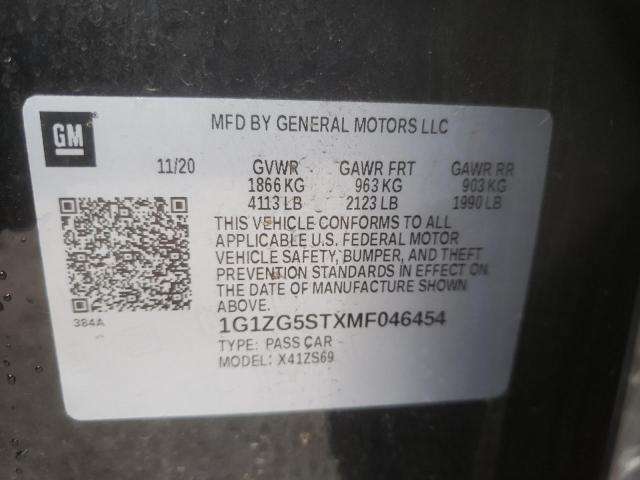 GM
MFD BY GENERAL MOTORS LLC
11/20 GVWR GAWR FRT GAWR RR
1866 KG 963 KG 903 KG
4113 LB 2123 LB 1990 LB
THIS VEHICLE CONFORMS TO ALL
APPLICABLE U.S. FEDERAL MOTOR
VEHICLE SAFETY, BUMPER, AND THEFT
PREVENTION STANDARDS IN EFFECT ON
THE DATE OF MANUFACTURE SHOWN
ABOVE.
384A
1G1ZG5STXMF046454
TYPE: PASS CAR
MODEL: X41ZS69